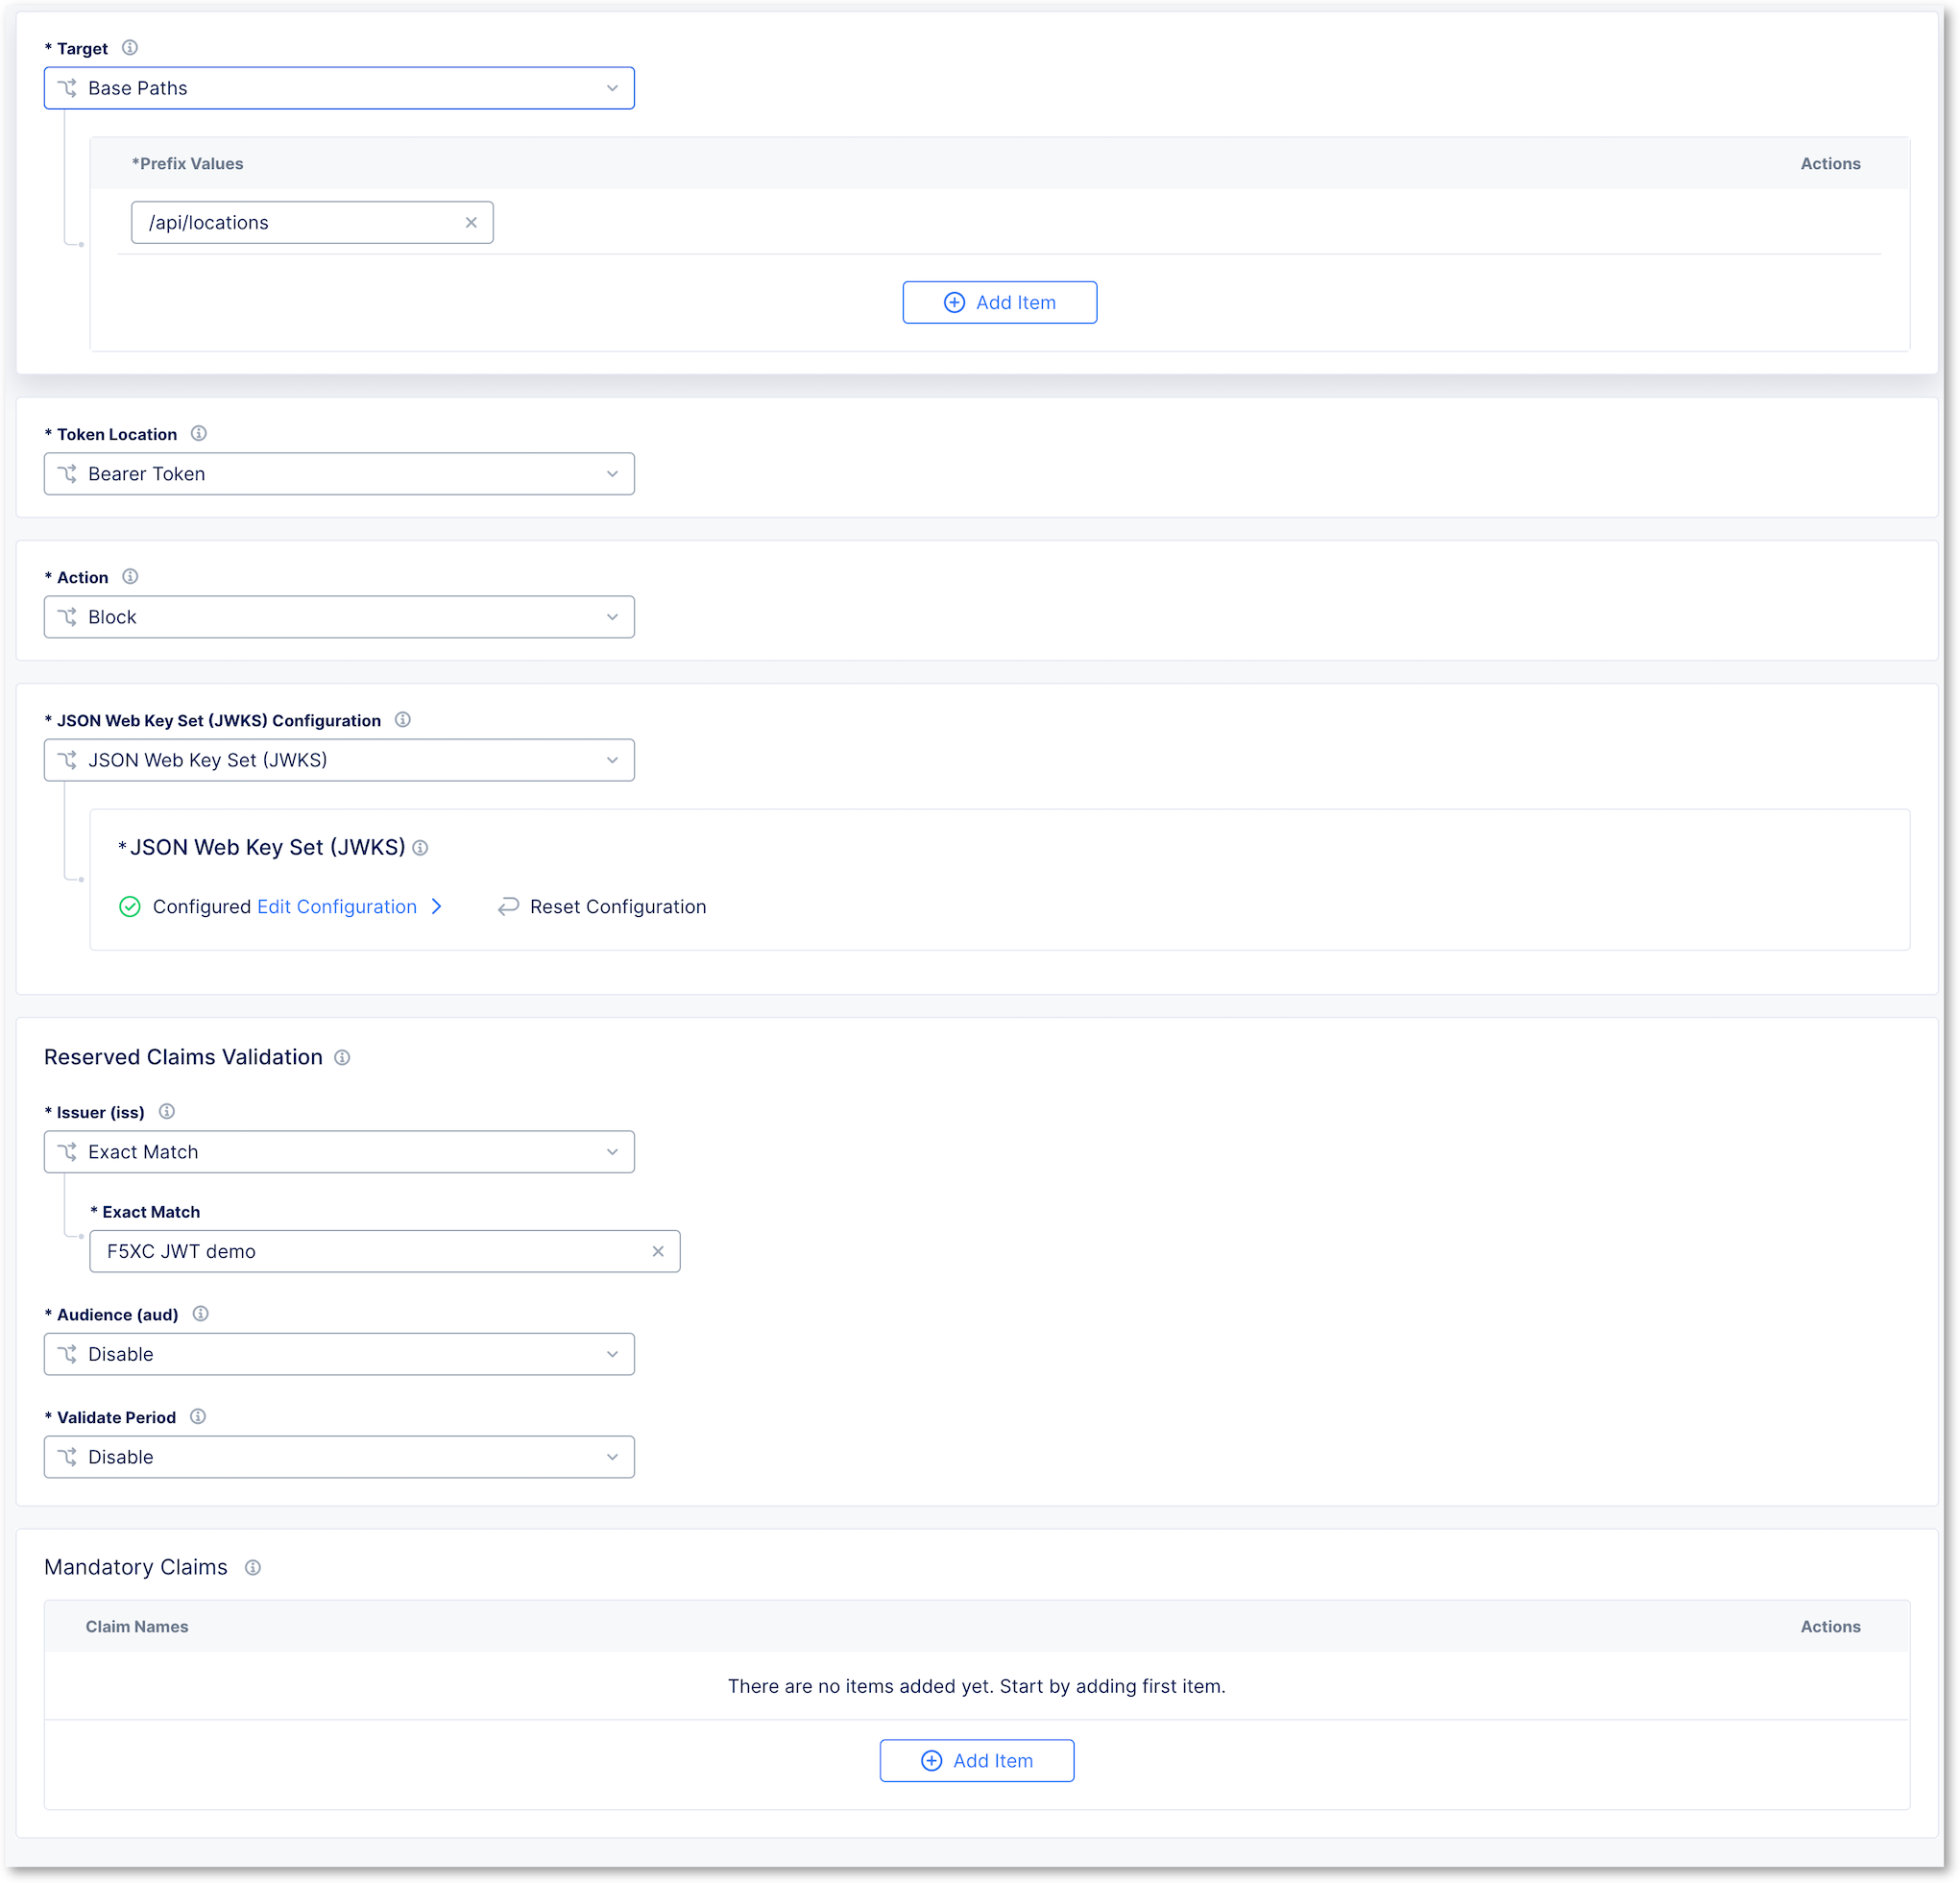 * Target
Base Paths
*Prefix Values Actions
/api/locations
Add Item
* Token Location
Bearer Token
* Action
Block
* JSON Web Key Set (JWKS) Configuration
JSON Web Key Set (JWKS)
*JSON Web Key Set (JWKS)
Configured Edit Configuration Reset Configuration
Reserved Claims Validation
* Issuer (iss)
Exact Match
* Exact Match
F5XC JWT demo
* Audience (aud)
Disable
* Validate Period
Disable
Mandatory Claims
Claim Names Actions
There are no items added yet. Start by adding first item.
Add Item